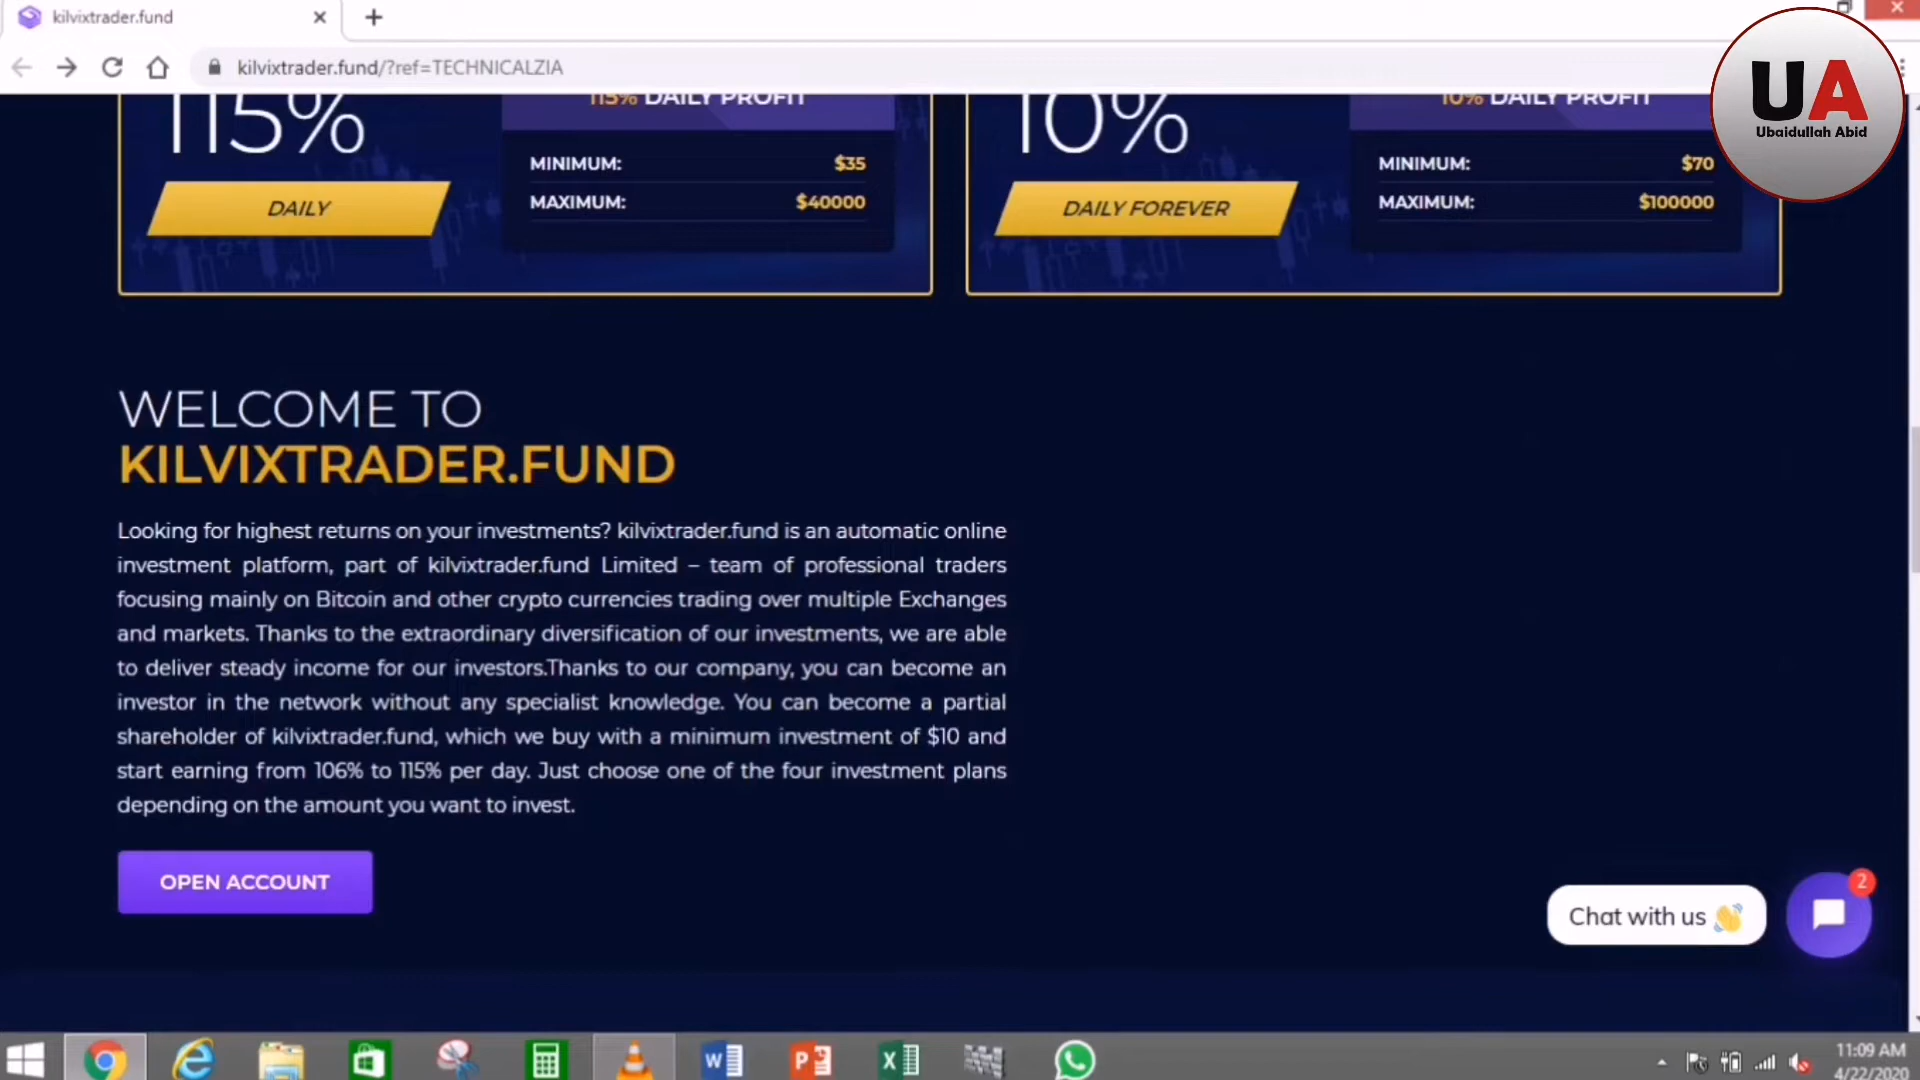 kilvixtrader.fund
kilvixtrader.fund/?ref=TECHNICALZIA
UA
Ubaidullah Abid
115%
115% DAILY PROFIT
DAILY
MINIMUM: $35
MAXIMUM: $40000
10%
10% DAILY PROFIT
DAILY FOREVER
MINIMUM: $70
MAXIMUM: $100000
WELCOME TO
KILVIXTRADER.FUND
Looking for highest returns on your investments? kilvixtrader.fund is an automatic online
investment platform, part of kilvixtrader.fund Limited – team of professional traders
focusing mainly on Bitcoin and other crypto currencies trading over multiple Exchanges
and markets. Thanks to the extraordinary diversification of our investments, we are able
to deliver steady income for our investors.Thanks to our company, you can become an
investor in the network without any specialist knowledge. You can become a partial
shareholder of kilvixtrader.fund, which we buy with a minimum investment of $10 and
start earning from 106% to 115% per day. Just choose one of the four investment plans
depending on the amount you want to invest.
OPEN ACCOUNT
Chat with us 👋
2
11:09 AM
4/22/2020